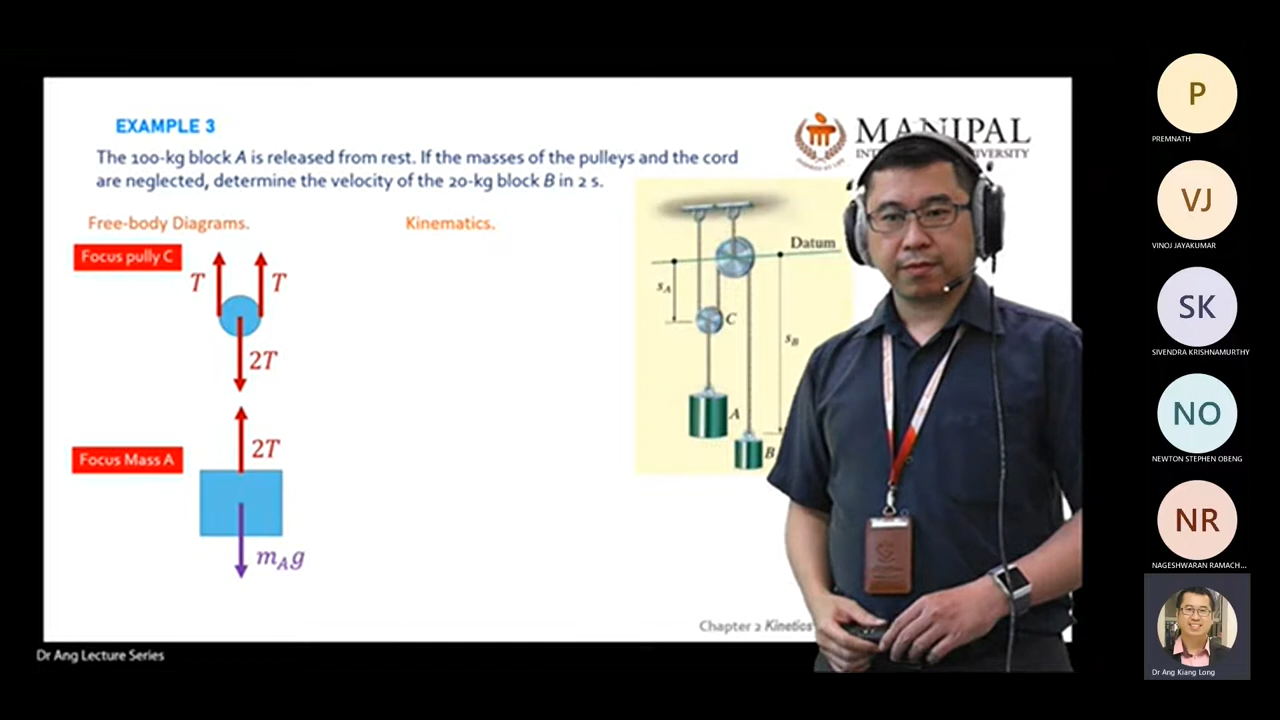 EXAMPLE 3
The 100-kg block A is released from rest. If the masses of the pulleys and the cord
are neglected, determine the velocity of the 20-kg block B in 2 s.
MANIPAL
Free-body Diagrams.
Kinematics.
Focus pully C
T
T
2T
2T
Focus Mass A
m_A g
Datum
s_A
C
s_B
A
B
Chapter 2 Kinetics
Dr Ang Lecture Series
P
PREMNATH
VJ
VINOJ JAYAKUMAR
SK
SIVENDRA KRISHNAMURTHY
NO
NEWTON STEPHEN OBENG
NR
NAGESHWARAN RAMACH...
Dr Ang Kiang Long